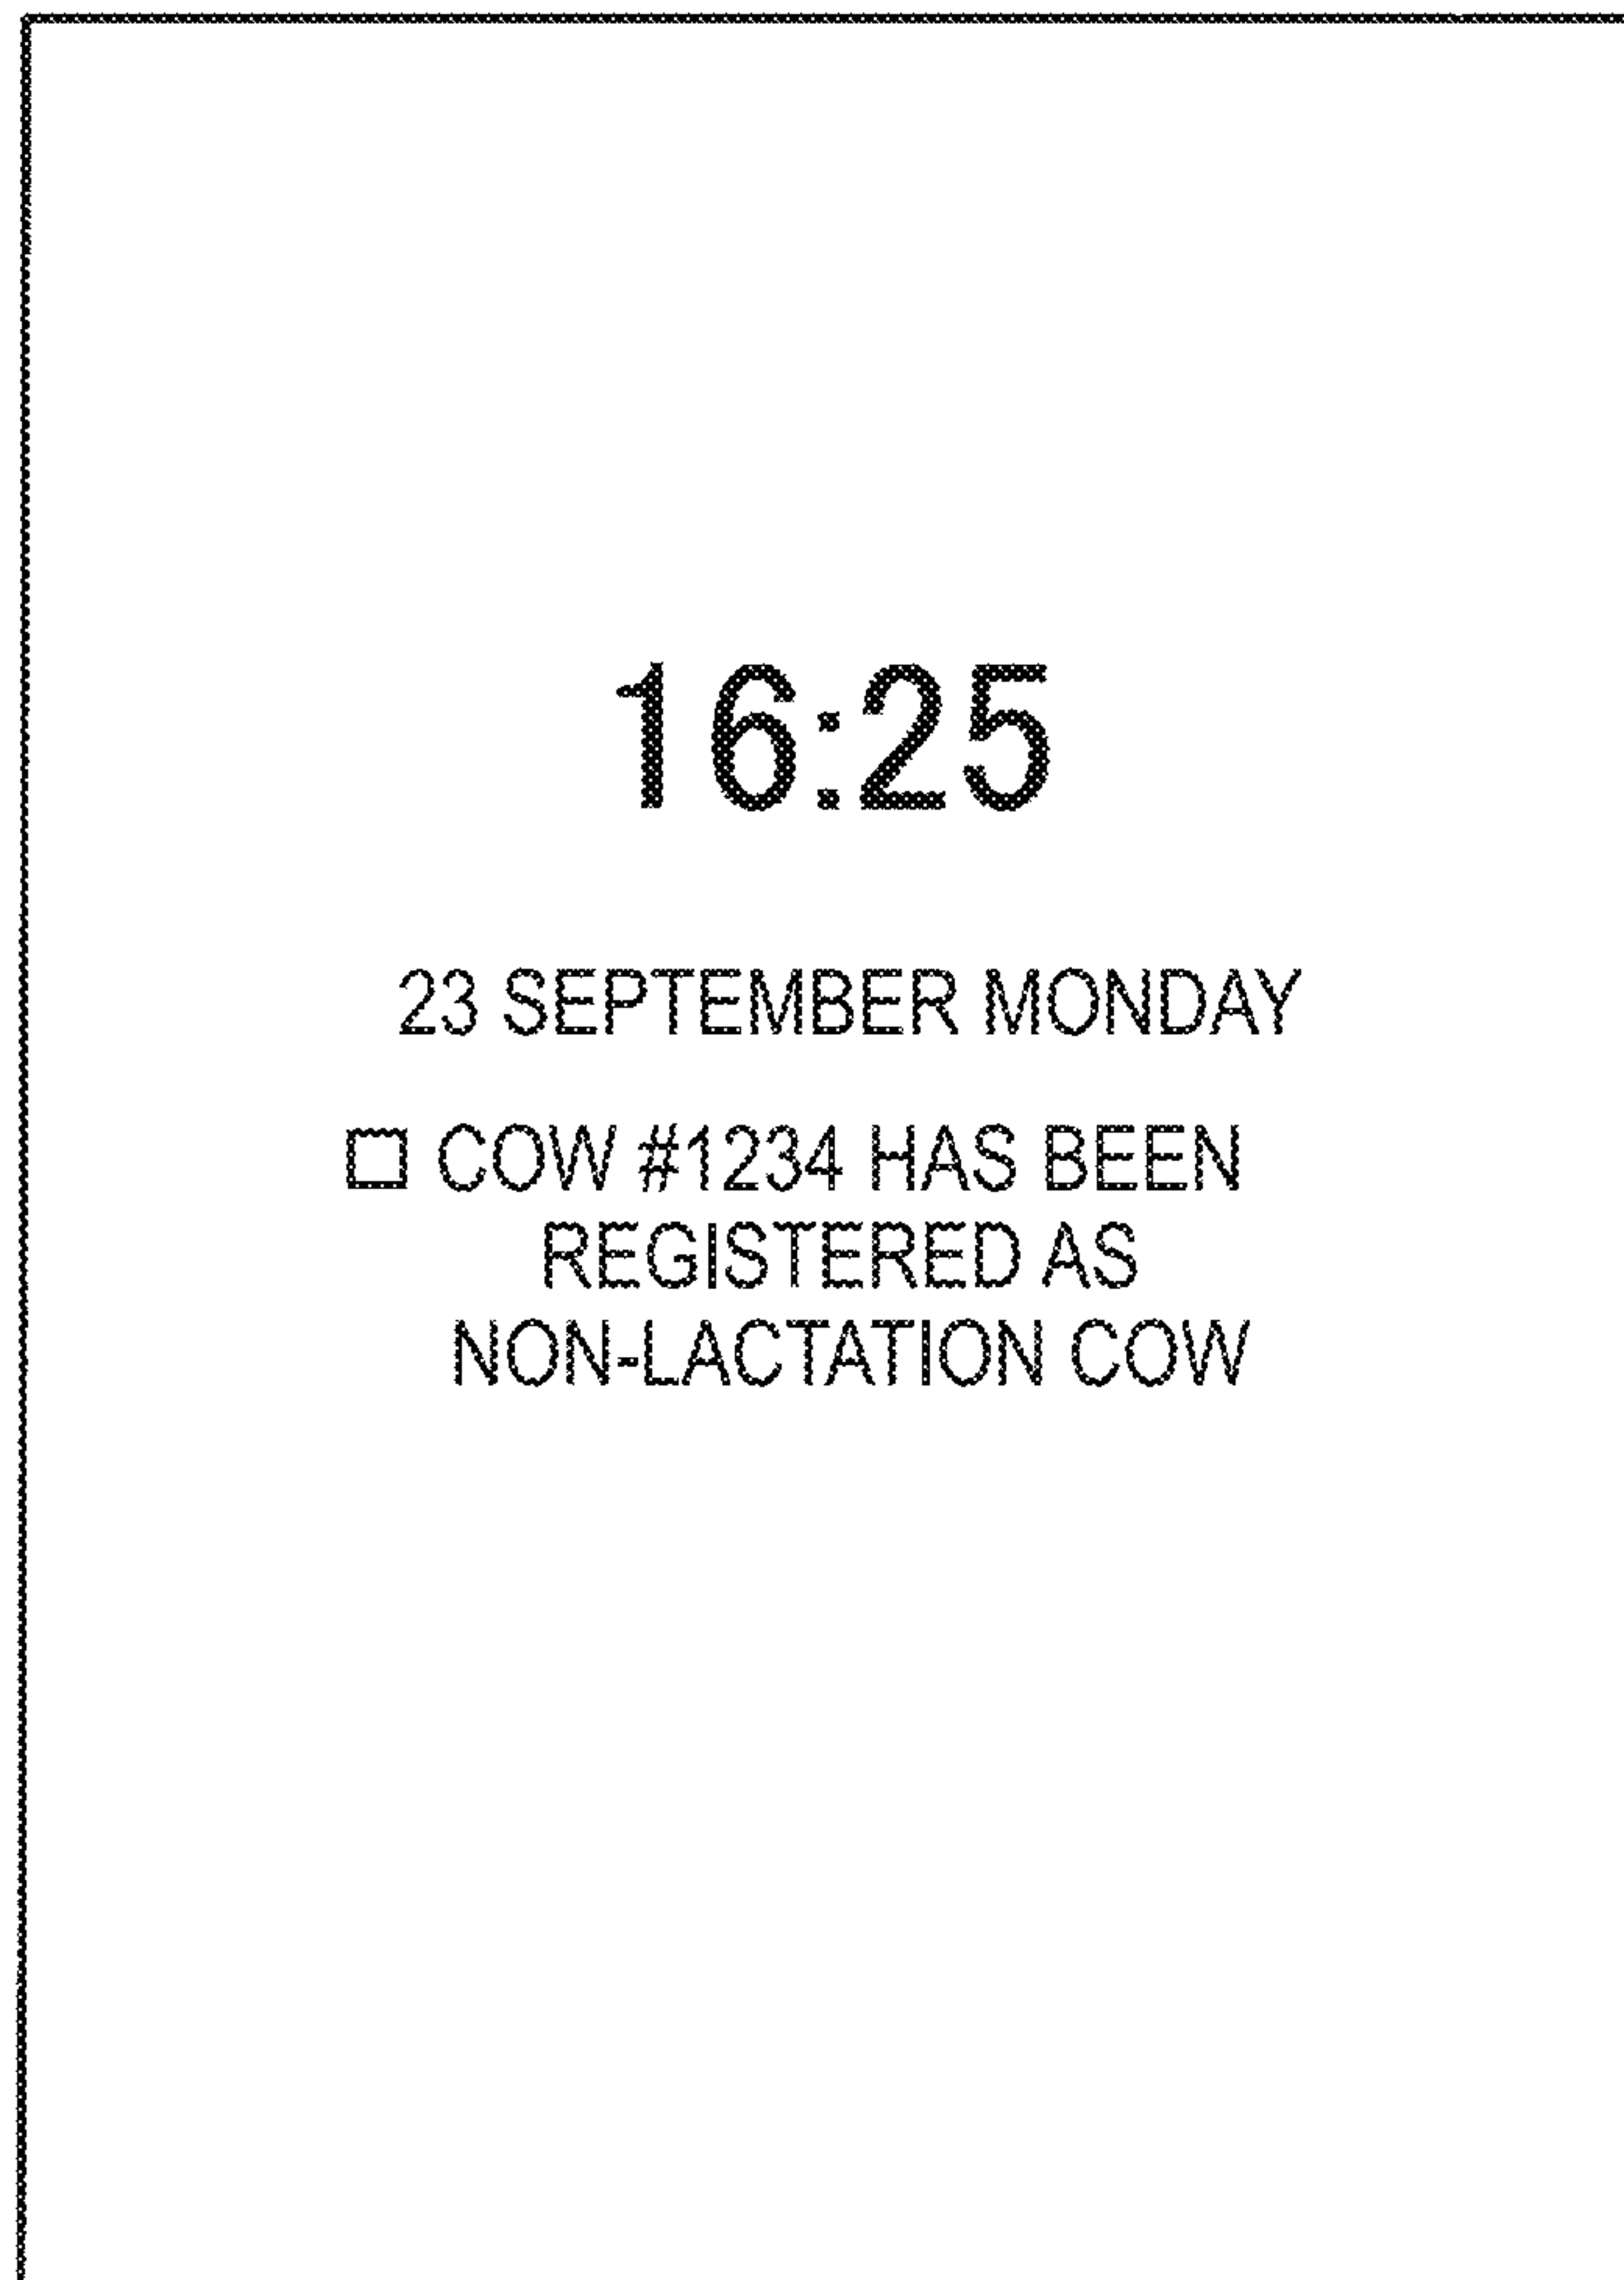 16:25
23 SEPTEMBER MONDAY
□ COW #1234 HAS BEEN
REGISTERED AS
NON-LACTATION COW